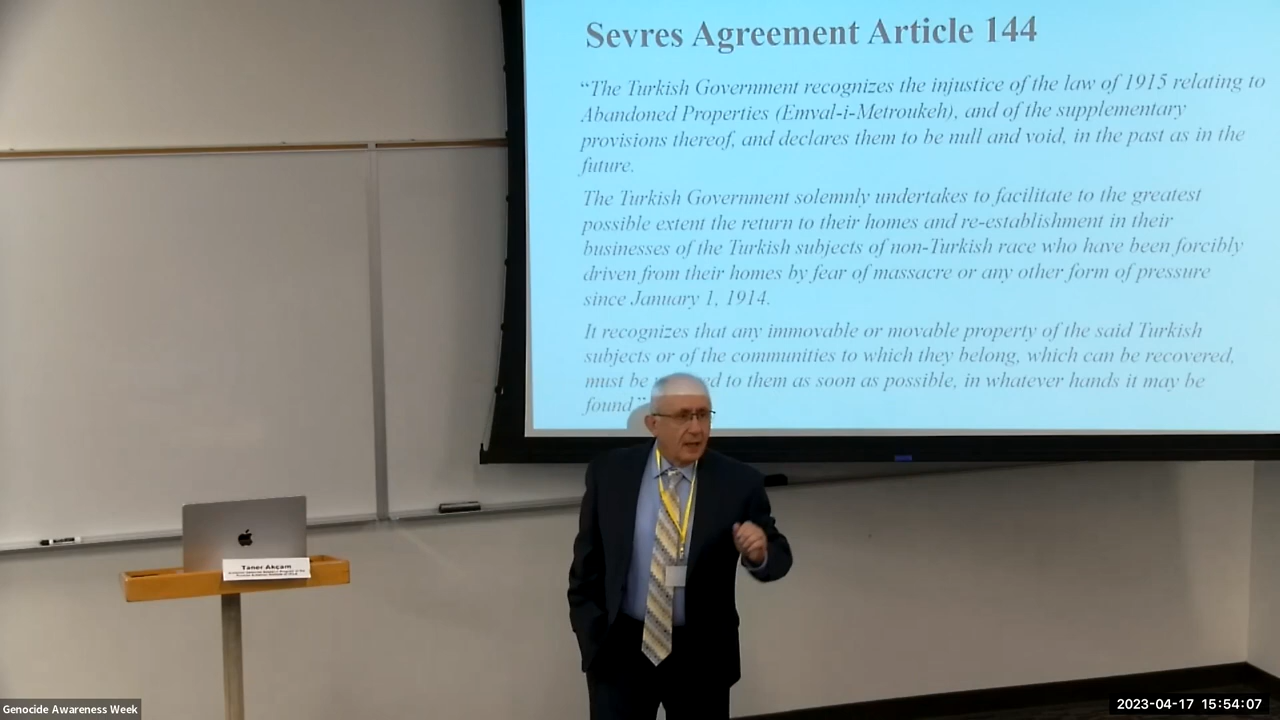 Sevres Agreement Article 144
“The Turkish Government recognizes the injustice of the law of 1915 relating to
Abandoned Properties (Emval-i-Metroukeh), and of the supplementary
provisions thereof, and declares them to be null and void, in the past as in the
future.
The Turkish Government solemnly undertakes to facilitate to the greatest
possible extent the return to their homes and re-establishment in their
businesses of the Turkish subjects of non-Turkish race who have been forcibly
driven from their homes by fear of massacre or any other form of pressure
since January 1, 1914.
It recognizes that any immovable or movable property of the said Turkish
subjects or of the communities to which they belong, which can be recovered,
must be to them as soon as possible, in whatever hands it may be
found”
Taner Akçam
Genocide Awareness Week
2023-04-17 15:54:07